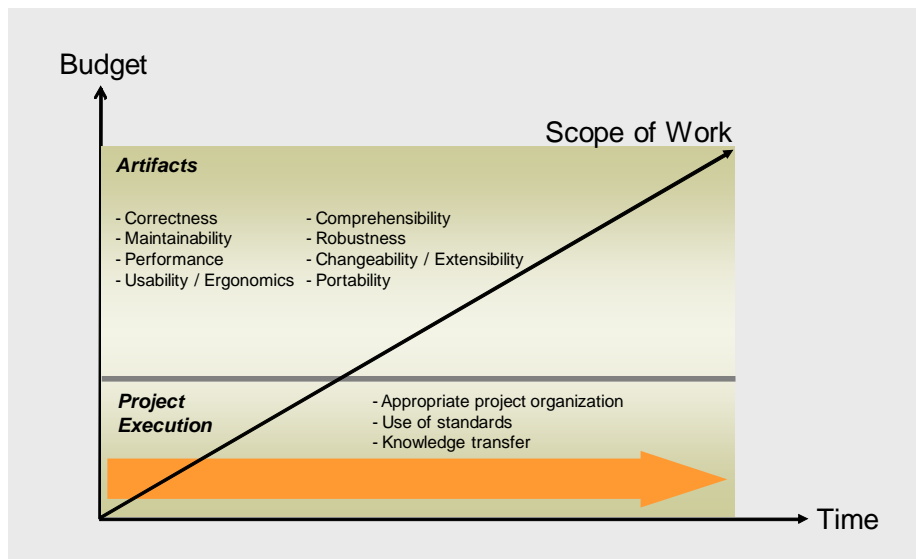 Budget
Scope of Work
Artifacts
- Correctness
- Maintainability
- Performance
- Usability / Ergonomics
- Comprehensibility
- Robustness
- Changeability / Extensibility
- Portability
Project
Execution
- Appropriate project organization
- Use of standards
- Knowledge transfer
Time